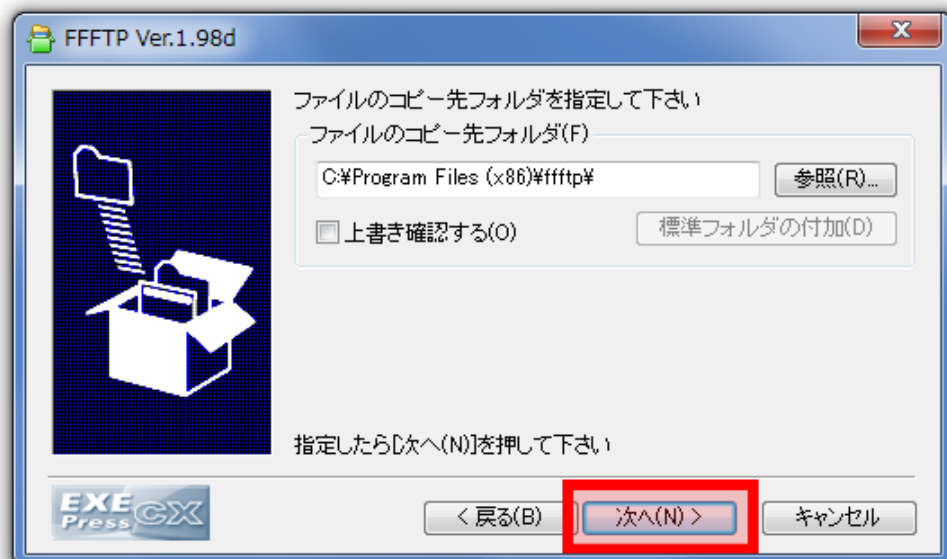 FFFTP Ver.1.98d
ファイルのコピー先フォルダを指定して下さい
ファイルのコピー先フォルダ(F)
C:¥Program Files (x86)¥ffftp¥
参照(R)...
上書き確認する(O)
標準フォルダの付加(D)
指定したら[次へ(N)]を押して下さい
EXE
Press CX
< 戻る(B)
次へ(N) >
キャンセル